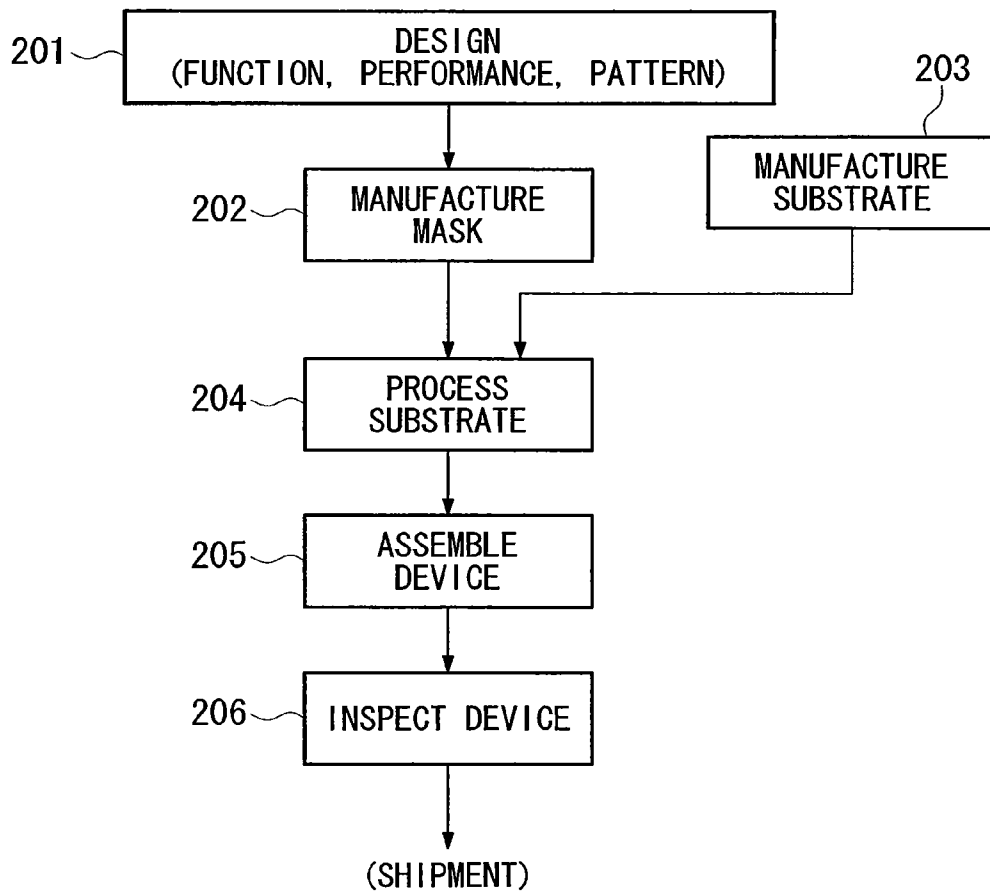 201
DESIGN
(FUNCTION, PERFORMANCE, PATTERN)
203
MANUFACTURE
SUBSTRATE
202
MANUFACTURE
MASK
204
PROCESS
SUBSTRATE
205
ASSEMBLE
DEVICE
206
INSPECT DEVICE
(SHIPMENT)